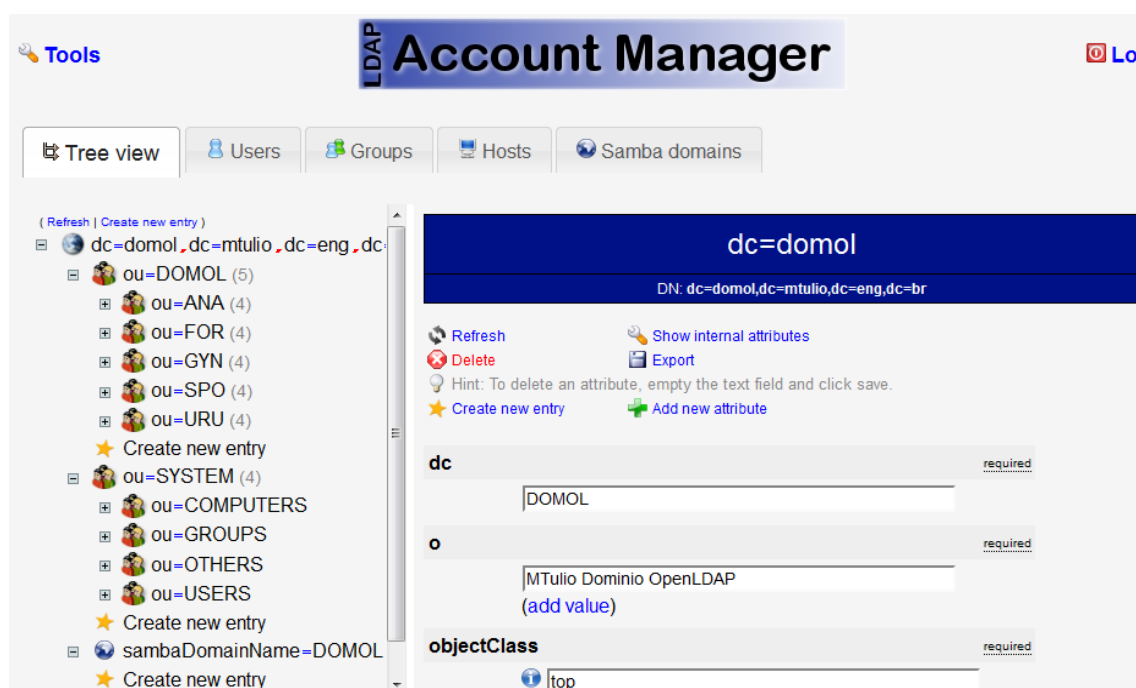 Tools
LDAP Account Manager
Lo
Tree view
Users
Groups
Hosts
Samba domains
( Refresh | Create new entry )
dc=domol,dc=mtulio,dc=eng,dc=
ou=DOMOL (5)
ou=ANA (4)
ou=FOR (4)
ou=GYN (4)
ou=SPO (4)
ou=URU (4)
Create new entry
ou=SYSTEM (4)
ou=COMPUTERS
ou=GROUPS
ou=OTHERS
ou=USERS
Create new entry
sambaDomainName=DOMOL
Create new entry
dc=domol
DN: dc=domol,dc=mtulio,dc=eng,dc=br
Refresh
Show internal attributes
Delete
Export
Hint: To delete an attribute, empty the text field and click save.
Create new entry
Add new attribute
dc
required
DOMOL
o
required
MTulio Dominio OpenLDAP
(add value)
objectClass
required
top